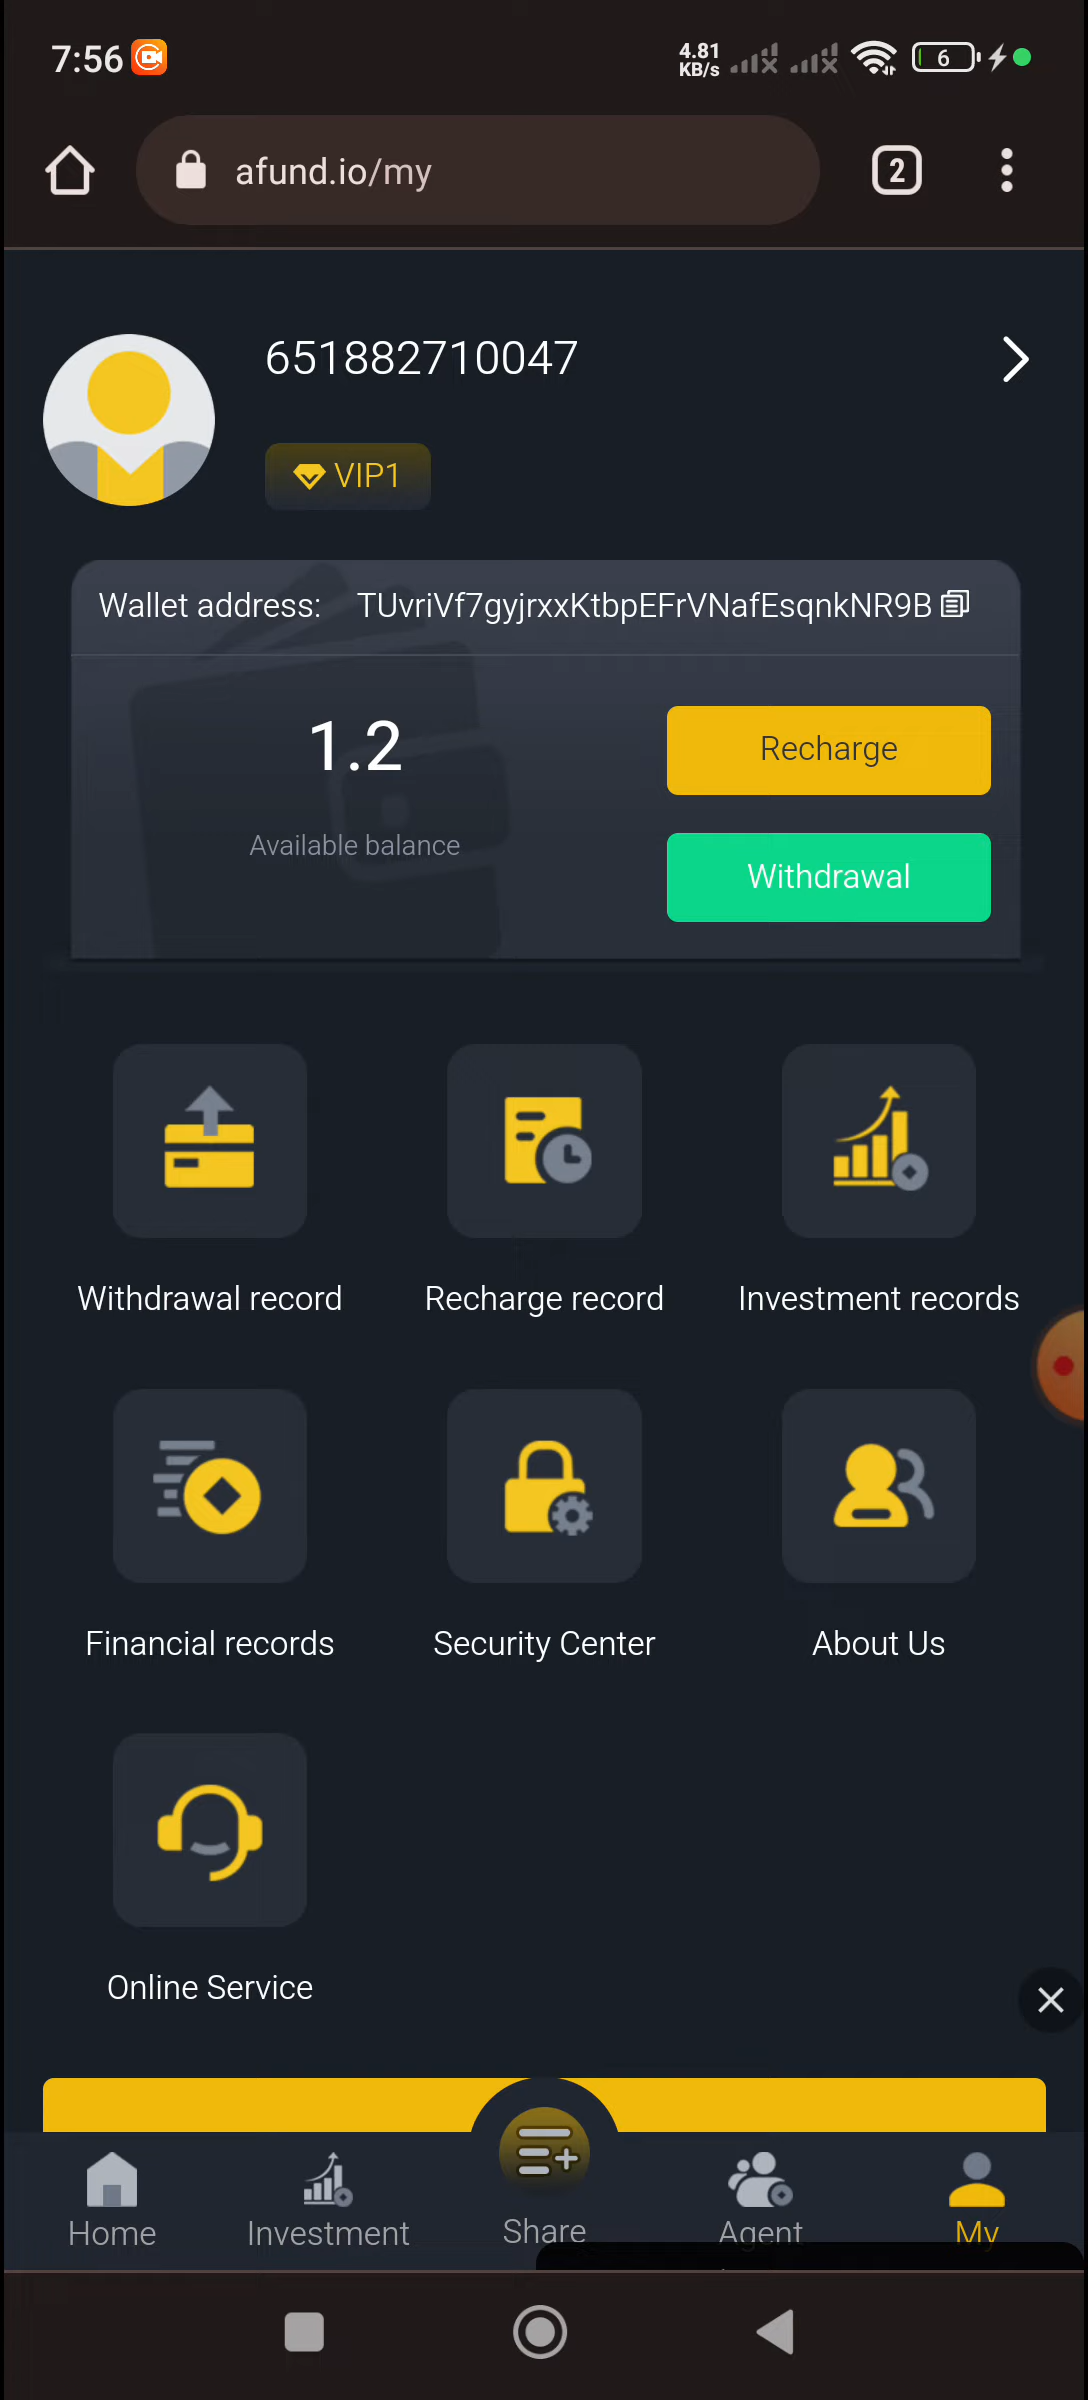 7:56
4.81
KB/s
6
afund.io/my
2
651882710047
VIP1
Wallet address: TUvriVf7gyjrxxKtbpEFrVNafEsqnkNR9B
1.2
Available balance
Recharge
Withdrawal
Withdrawal record
Recharge record
Investment records
Financial records
Security Center
About Us
Online Service
Home
Investment
Share
Agent
My